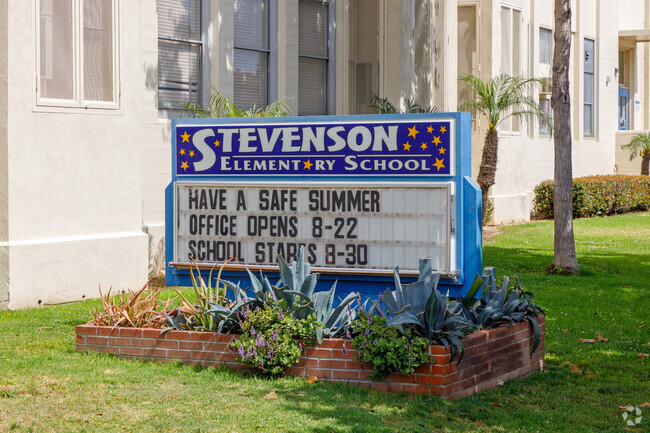 STEVENSON
ELEMENTARY SCHOOL
HAVE A SAFE SUMMER
OFFICE OPENS 8-22
SCHOOL STARTS 8-30